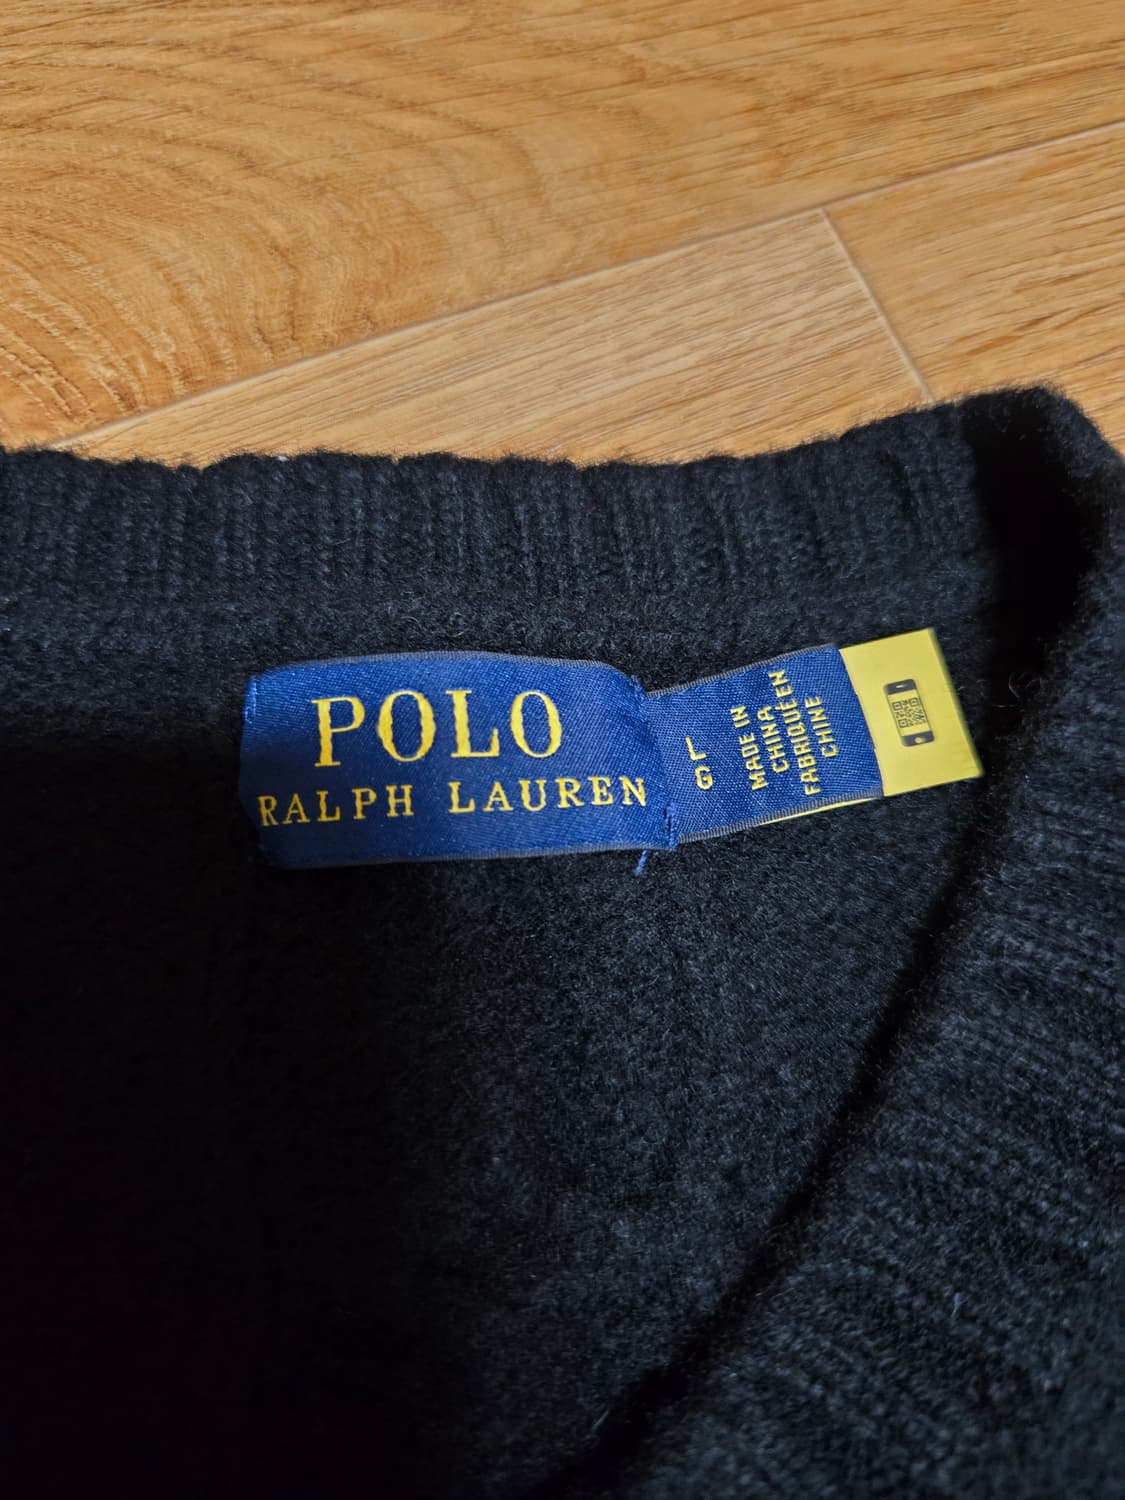 POLO
RALPH LAUREN
L
G
MADE IN
CHINA
FABRIQUÉ EN
CHINE